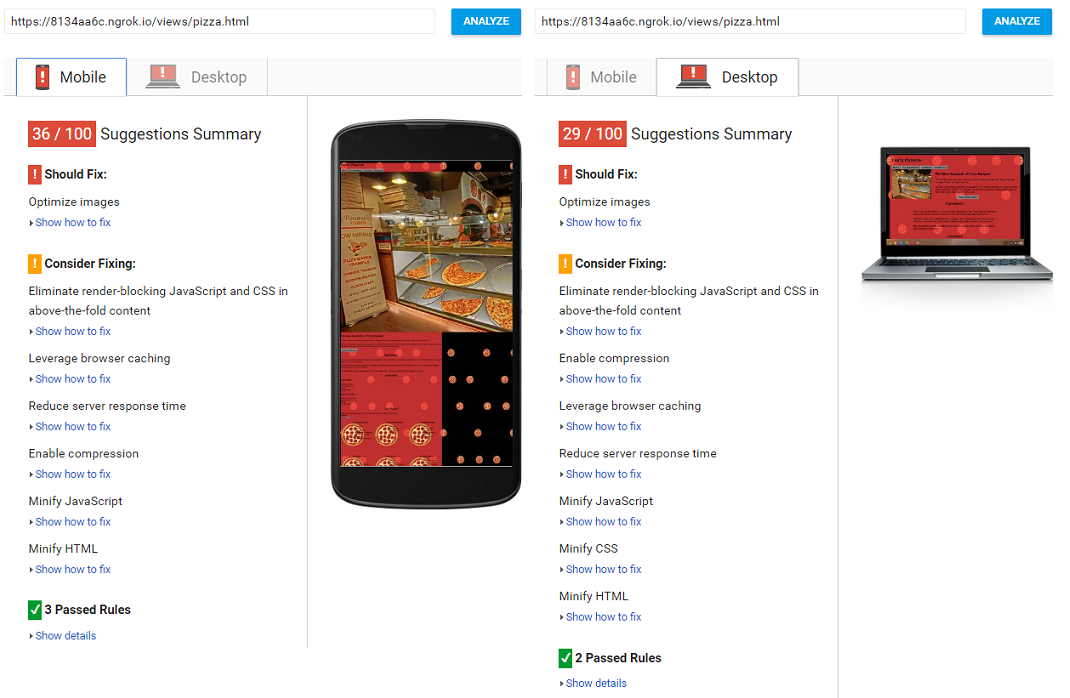 https://8134aa6c.ngrok.io/views/pizza.html
ANALYZE
Mobile
Desktop
36 / 100 Suggestions Summary
! Should Fix:
Optimize images
Show how to fix
! Consider Fixing:
Eliminate render-blocking JavaScript and CSS in
above-the-fold content
Show how to fix
Leverage browser caching
Show how to fix
Reduce server response time
Show how to fix
Enable compression
Show how to fix
Minify JavaScript
Show how to fix
Minify HTML
Show how to fix
3 Passed Rules
Show details
https://8134aa6c.ngrok.io/views/pizza.html
ANALYZE
Mobile
Desktop
29 / 100 Suggestions Summary
! Should Fix:
Optimize images
Show how to fix
! Consider Fixing:
Eliminate render-blocking JavaScript and CSS in
above-the-fold content
Show how to fix
Enable compression
Show how to fix
Leverage browser caching
Show how to fix
Reduce server response time
Show how to fix
Minify JavaScript
Show how to fix
Minify CSS
Show how to fix
Minify HTML
Show how to fix
2 Passed Rules
Show details